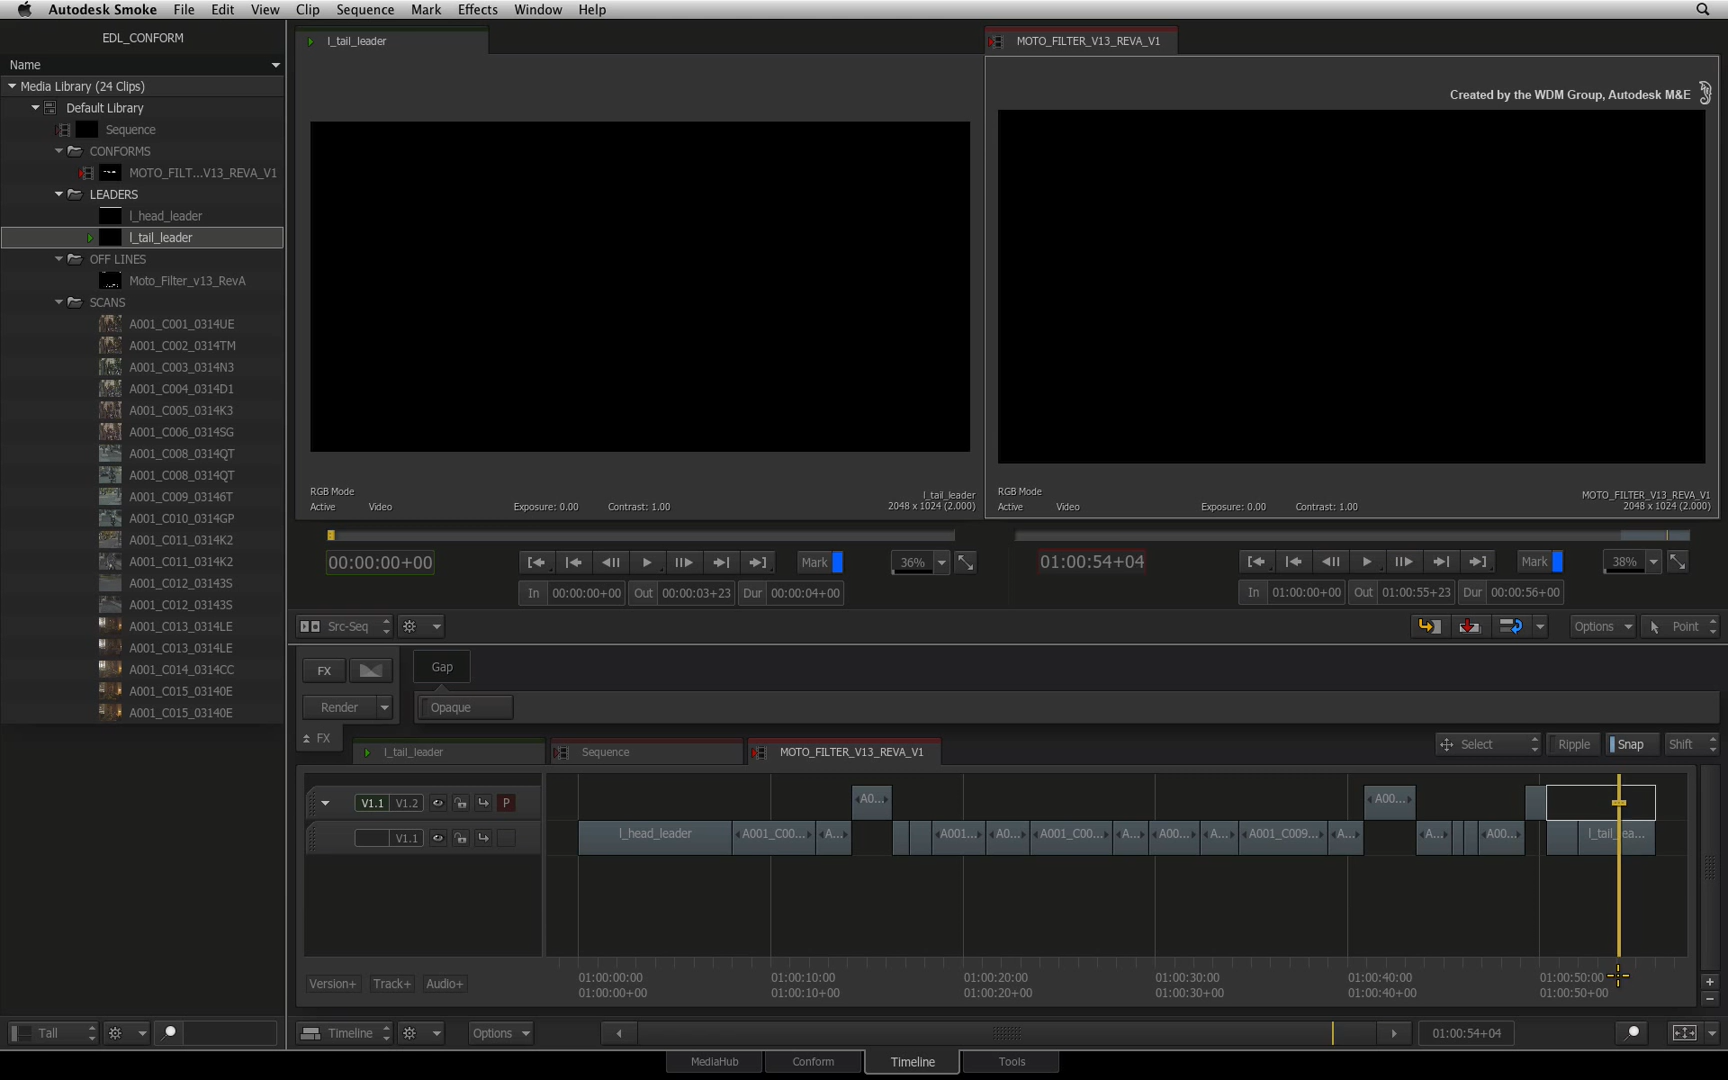 Autodesk Smoke File Edit View Clip Sequence Mark Effects Window Help
EDL_CONFORM
Name
Media Library (24 Clips)
Default Library
Sequence
CONFORMS
MOTO_FILT...V13_REVA_V1
LEADERS
l_head_leader
l_tail_leader
OFF LINES
Moto_Filter_v13_RevA
SCANS
A001_C001_0314UE
A001_C002_0314TM
A001_C003_0314N3
A001_C004_0314D1
A001_C005_0314K3
A001_C006_0314SG
A001_C008_0314QT
A001_C008_0314QT
A001_C009_03146T
A001_C010_0314GP
A001_C011_0314K2
A001_C011_0314K2
A001_C012_03143S
A001_C012_03143S
A001_C013_0314LE
A001_C013_0314LE
A001_C014_0314CC
A001_C015_03140E
A001_C015_03140E
Tall
l_tail_leader
RGB Mode
Active Video Exposure: 0.00 Contrast: 1.00
l_tail_leader
2048 x 1024 (2.000)
00:00:00+00 Mark 36%
In 00:00:00+00 Out 00:00:03+23 Dur 00:00:04+00
MOTO_FILTER_V13_REVA_V1
Created by the WDM Group, Autodesk M&E
RGB Mode
Active Video Exposure: 0.00 Contrast: 1.00
MOTO_FILTER_V13_REVA_V1
2048 x 1024 (2.000)
01:00:54+04 Mark 38%
In 01:00:00+00 Out 01:00:55+23 Dur 00:00:56+00
Src-Seq Options Point
FX Gap
Render Opaque
FX l_tail_leader Sequence MOTO_FILTER_V13_REVA_V1 Select Ripple Snap Shift
V1.1 V1.2 P A0... A00...
V1.1 l_head_leader A001_C00... A... A001... A0... A001_C00... A... A00... A... A001_C009... A... A... A00... l_tail_lea...
01:00:00:00 01:00:10:00 01:00:20:00 01:00:30:00 01:00:40:00 01:00:50:00
01:00:00+00 01:00:10+00 01:00:20+00 01:00:30+00 01:00:40+00 01:00:50+00
Version+ Track+ Audio+
Timeline Options 01:00:54+04
MediaHub Conform Timeline Tools